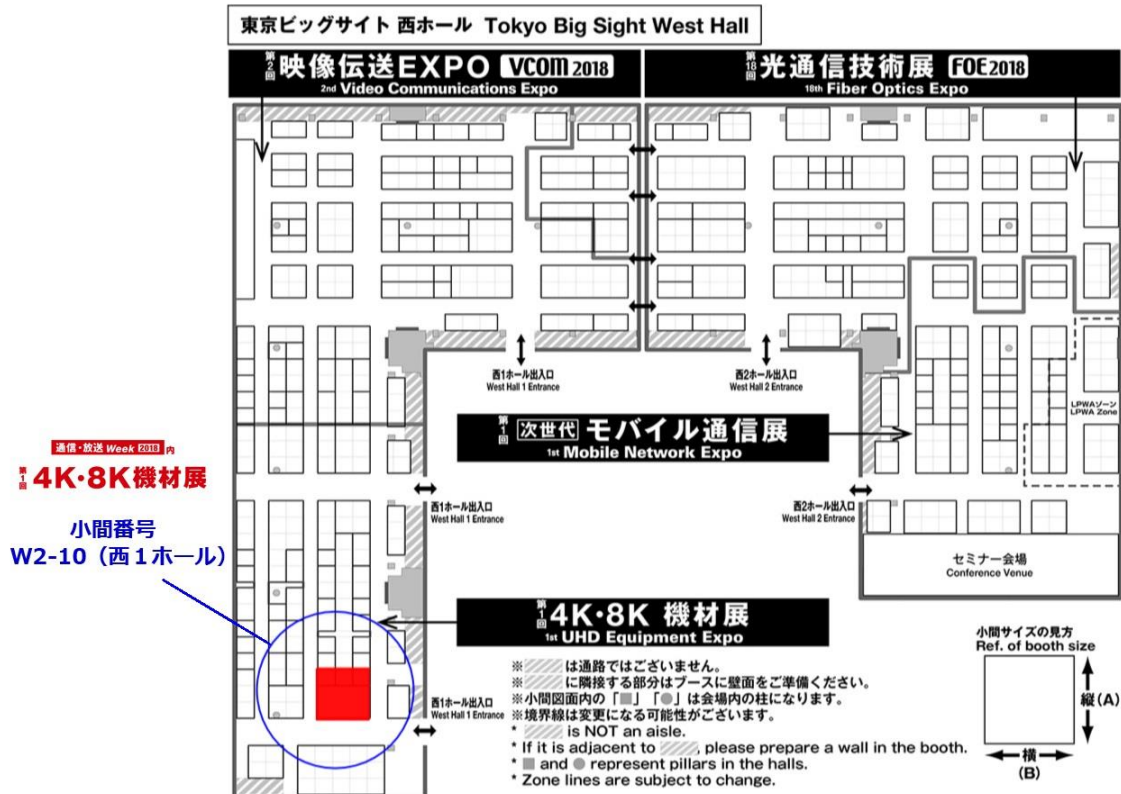 東京ビッグサイト 西ホール Tokyo Big Sight West Hall
第2回 映像伝送EXPO VCOM 2018
2nd Video Communications Expo
第18回 光通信技術展 FOE2018
18th Fiber Optics Expo
西1ホール出入口
West Hall 1 Entrance
西2ホール出入口
West Hall 2 Entrance
LPWAゾーン
LPWA Zone
第1回 次世代 モバイル通信展
1st Mobile Network Expo
通信・放送 Week 2018 内
第1回 4K・8K機材展
小間番号
W2-10(西1ホール)
西1ホール出入口
West Hall 1 Entrance
西2ホール出入口
West Hall 2 Entrance
セミナー会場
Conference Venue
第1回 4K・8K 機材展
1st UHD Equipment Expo
西1ホール出入口
West Hall 1 Entrance
※ は通路ではございません。
※ に隣接する部分はブースに壁面をご準備ください。
※小間図面内の「■」「●」は会場内の柱になります。
※境界線は変更になる可能性がございます。
* is NOT an aisle.
* If it is adjacent to , please prepare a wall in the booth.
* ■ and ● represent pillars in the halls.
* Zone lines are subject to change.
小間サイズの見方
Ref. of booth size
縦(A)
横
(B)